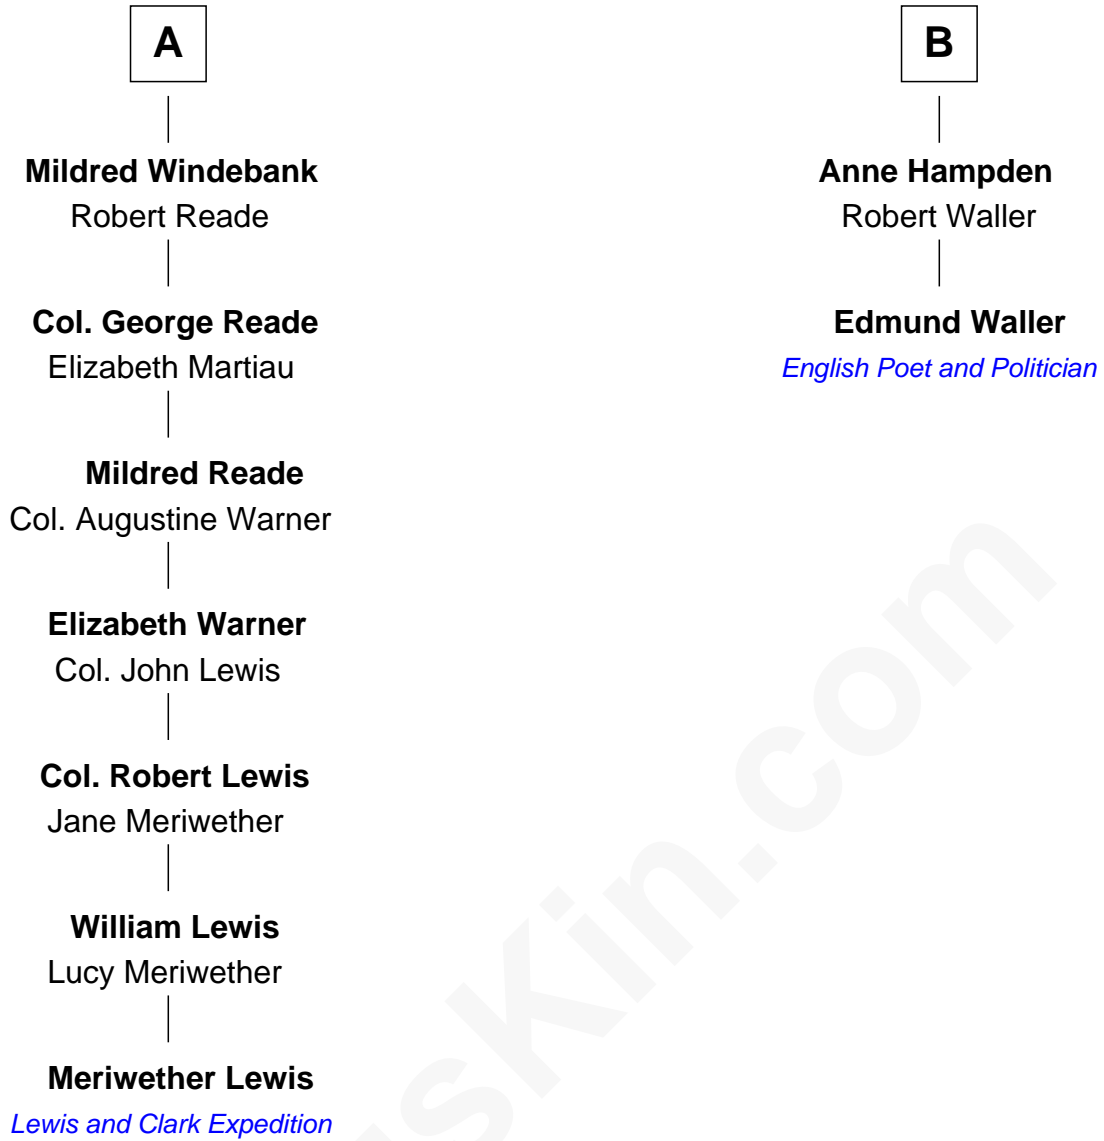 A
Mildred Windebank
Robert Reade
Col. George Reade
Elizabeth Martiau
Mildred Reade
Col. Augustine Warner
Elizabeth Warner
Col. John Lewis
Col. Robert Lewis
Jane Meriwether
William Lewis
Lucy Meriwether
Meriwether Lewis
Lewis and Clark Expedition
B
Anne Hampden
Robert Waller
Edmund Waller
English Poet and Politician
sKin.com